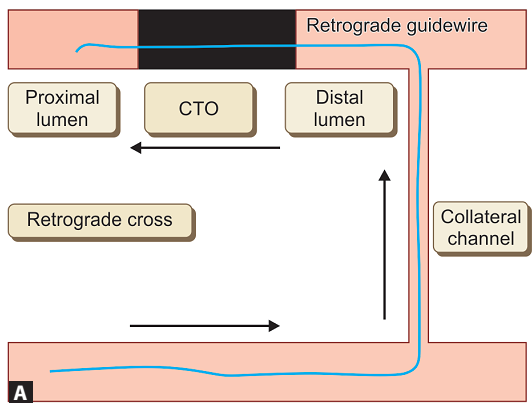 Retrograde guidewire
Proximal
lumen
CTO
Distal
lumen
Retrograde cross
Collateral
channel
A